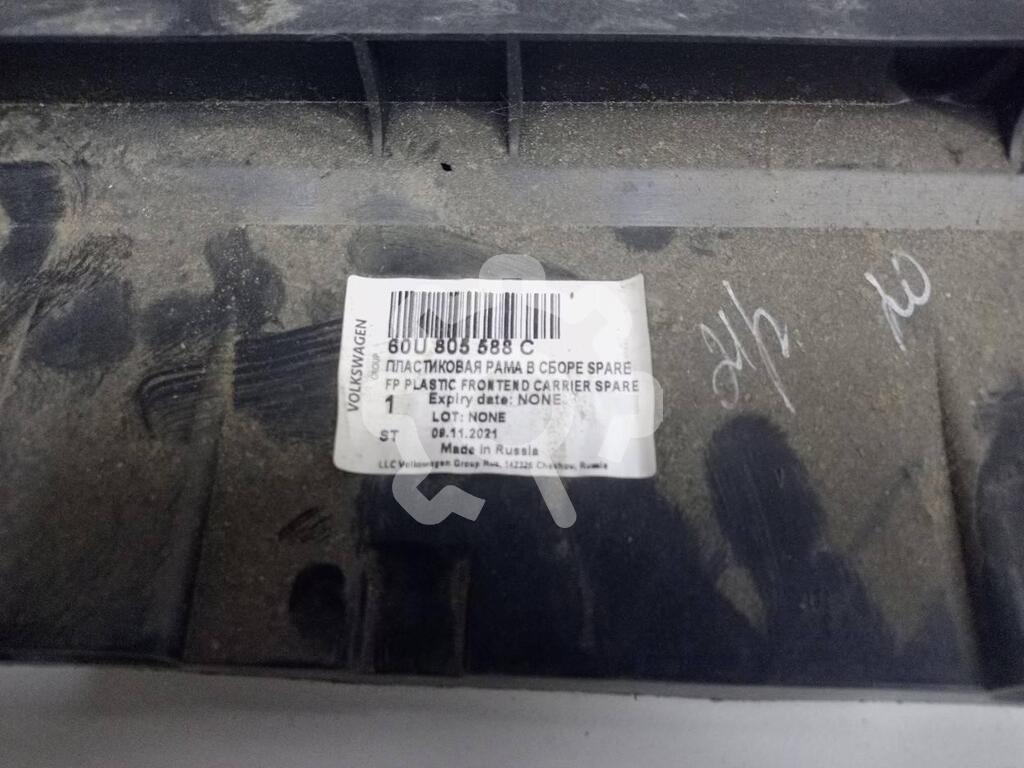 VOLKSWAGEN
GROUP
60U 805 588 C
ПЛАСТИКОВАЯ РАМА В СБОРЕ SPARE
FP PLASTIC FRONTEND CARRIER SPARE
1 Expiry date: NONE
LOT: NONE
ST 09.11.2021
Made in Russia
LLC Volkswagen Group Rus, 142326 Chekhov, Russia